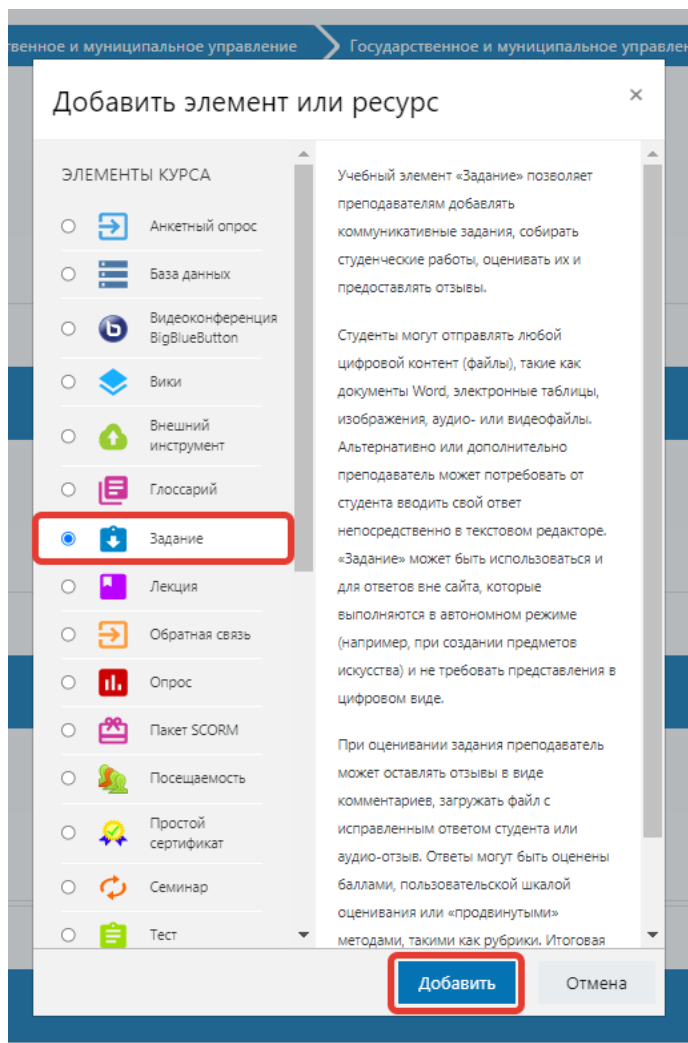 твенное и муниципальное управление
Государственное и муниципальное управлен
Добавить элемент или ресурс
×
ЭЛЕМЕНТЫ КУРСА
Анкетный опрос
База данных
Видеоконференция
BigBlueButton
Вики
Внешний
инструмент
Глоссарий
Задание
Лекция
Обратная связь
Опрос
Пакет SCORM
Посещаемость
Простой
сертификат
Семинар
Тест
Учебный элемент «Задание» позволяет
преподавателям добавлять
коммуникативные задания, собирать
студенческие работы, оценивать их и
предоставлять отзывы.
Студенты могут отправлять любой
цифровой контент (файлы), такие как
документы Word, электронные таблицы,
изображения, аудио- или видеофайлы.
Альтернативно или дополнительно
преподаватель может потребовать от
студента вводить свой ответ
непосредственно в текстовом редакторе.
«Задание» может быть использоваться и
для ответов вне сайта, которые
выполняются в автономном режиме
(например, при создании предметов
искусства) и не требовать представления в
цифровом виде.
При оценивании задания преподаватель
может оставлять отзывы в виде
комментариев, загружать файл с
исправленным ответом студента или
аудио-отзыв. Ответы могут быть оценены
баллами, пользовательской шкалой
оценивания или «продвинутыми»
методами, такими как рубрики. Итоговая
Добавить
Отмена